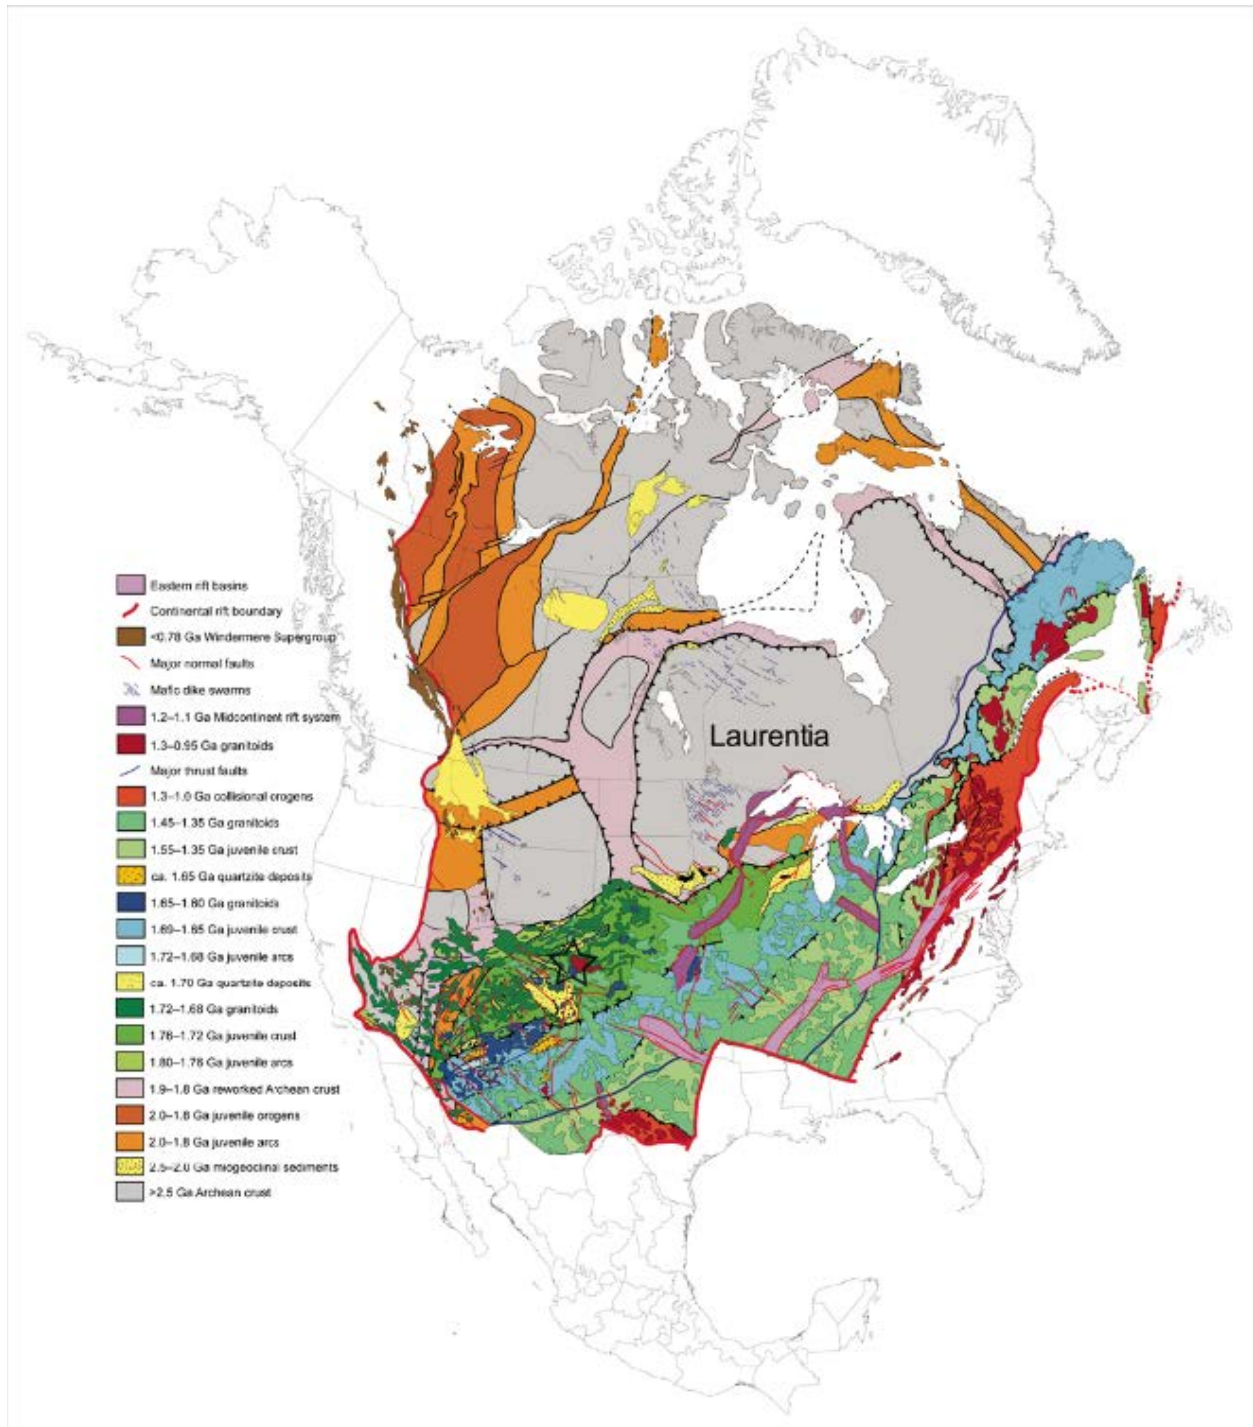 Laurentia
Eastern rift basins
Continental rift boundary
<0.78 Ga Windermere Supergroup
Major normal faults
Mafic dike swarms
1.2–1.1 Ga Midcontinent rift system
1.3–0.95 Ga granitoids
Major thrust faults
1.3–1.0 Ga collisional orogens
1.45–1.35 Ga granitoids
1.55–1.35 Ga juvenile crust
ca. 1.65 Ga quartzite deposits
1.65–1.60 Ga granitoids
1.69–1.65 Ga juvenile crust
1.72–1.68 Ga juvenile arcs
ca. 1.70 Ga quartzite deposits
1.72–1.68 Ga granitoids
1.76–1.72 Ga juvenile crust
1.80–1.76 Ga juvenile arcs
1.9–1.8 Ga reworked Archean crust
2.0–1.8 Ga juvenile orogens
2.0–1.8 Ga juvenile arcs
2.5–2.0 Ga miogeoclinal sediments
>2.5 Ga Archean crust